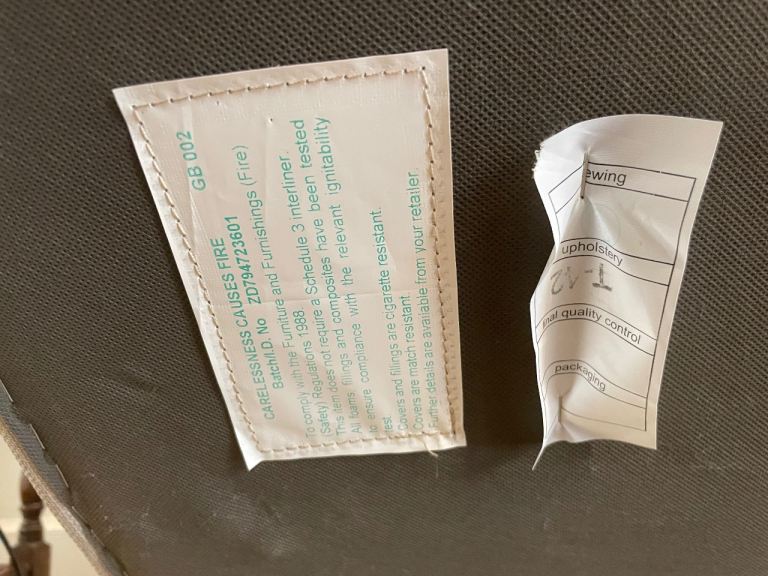 CARELESSNESS CAUSES FIRE GB 002
Batch/I.D. No ZD794723601
To comply with the Furniture and Furnishings (Fire)
(Safety) Regulations 1988.
This item does not require a Schedule 3 interliner.
All foams, fillings and composites have been tested
to ensure compliance with the relevant ignitability
test.
Covers and fillings are cigarette resistant.
Covers are match resistant.
Further details are available from your retailer.
ewing
upholstery
T-42
inal quality control
packaging